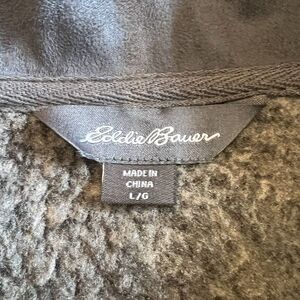 Eddie Bauer
MADE IN
CHINA
L/G